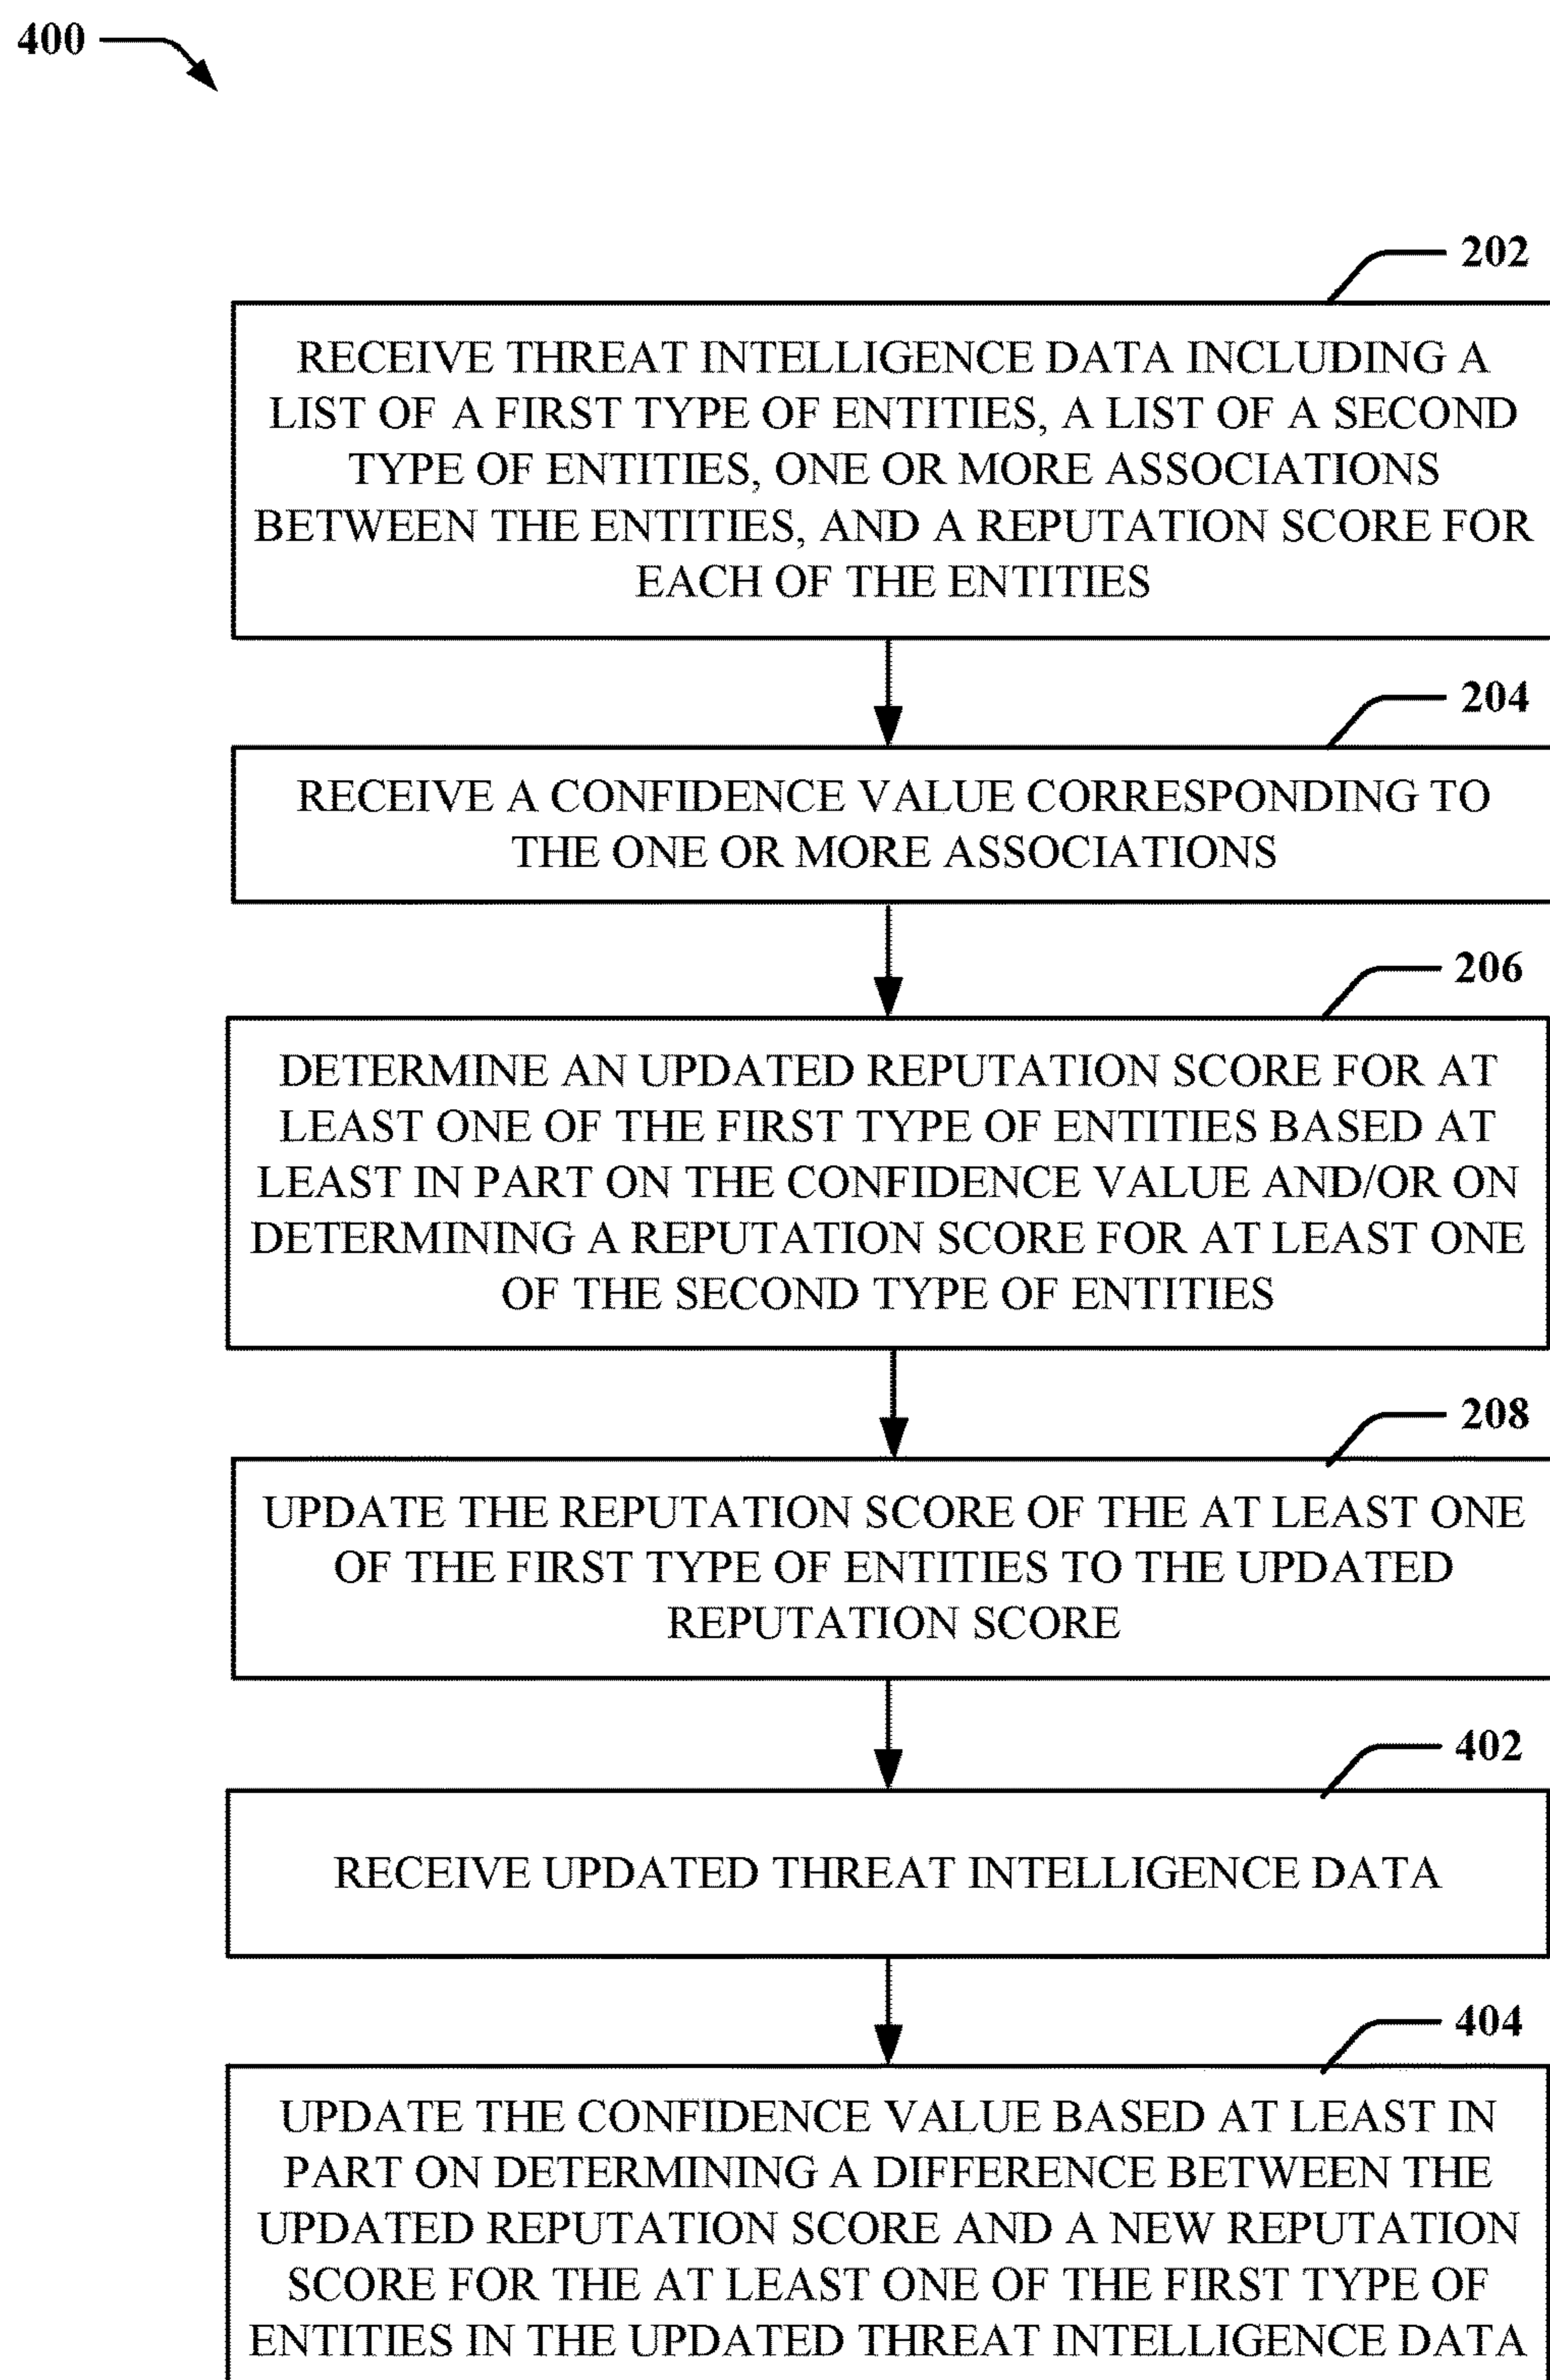 400
202
RECEIVE THREAT INTELLIGENCE DATA INCLUDING A
LIST OF A FIRST TYPE OF ENTITIES, A LIST OF A SECOND
TYPE OF ENTITIES, ONE OR MORE ASSOCIATIONS
BETWEEN THE ENTITIES, AND A REPUTATION SCORE FOR
EACH OF THE ENTITIES
204
RECEIVE A CONFIDENCE VALUE CORRESPONDING TO
THE ONE OR MORE ASSOCIATIONS
206
DETERMINE AN UPDATED REPUTATION SCORE FOR AT
LEAST ONE OF THE FIRST TYPE OF ENTITIES BASED AT
LEAST IN PART ON THE CONFIDENCE VALUE AND/OR ON
DETERMINING A REPUTATION SCORE FOR AT LEAST ONE
OF THE SECOND TYPE OF ENTITIES
208
UPDATE THE REPUTATION SCORE OF THE AT LEAST ONE
OF THE FIRST TYPE OF ENTITIES TO THE UPDATED
REPUTATION SCORE
402
RECEIVE UPDATED THREAT INTELLIGENCE DATA
404
UPDATE THE CONFIDENCE VALUE BASED AT LEAST IN
PART ON DETERMINING A DIFFERENCE BETWEEN THE
UPDATED REPUTATION SCORE AND A NEW REPUTATION
SCORE FOR THE AT LEAST ONE OF THE FIRST TYPE OF
ENTITIES IN THE UPDATED THREAT INTELLIGENCE DATA